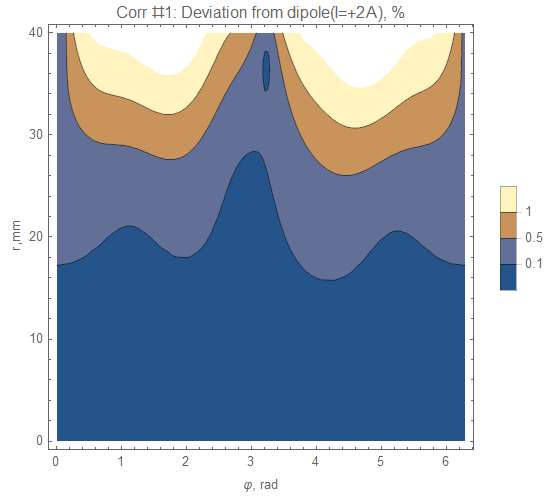 Corr #1: Deviation from dipole(I=+2A), %
40
30
20
10
0
r,mm
0 1 2 3 4 5 6
φ, rad
1
0.5
0.1